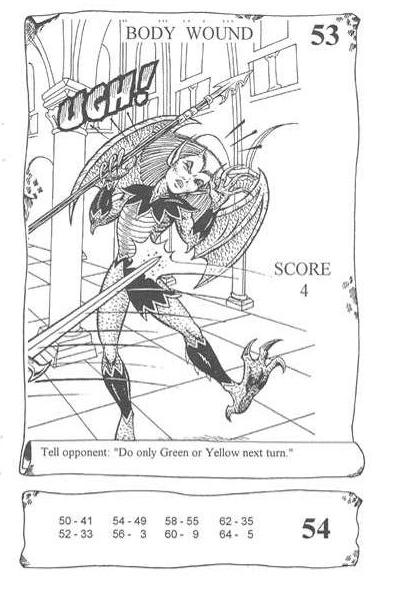 BODY WOUND
53
UGH!
SCORE
4
Tell opponent: "Do only Green or Yellow next turn."
50 - 41 54 - 49 58 - 55 62 - 35
52 - 33 56 - 3 60 - 9 64 - 5
54